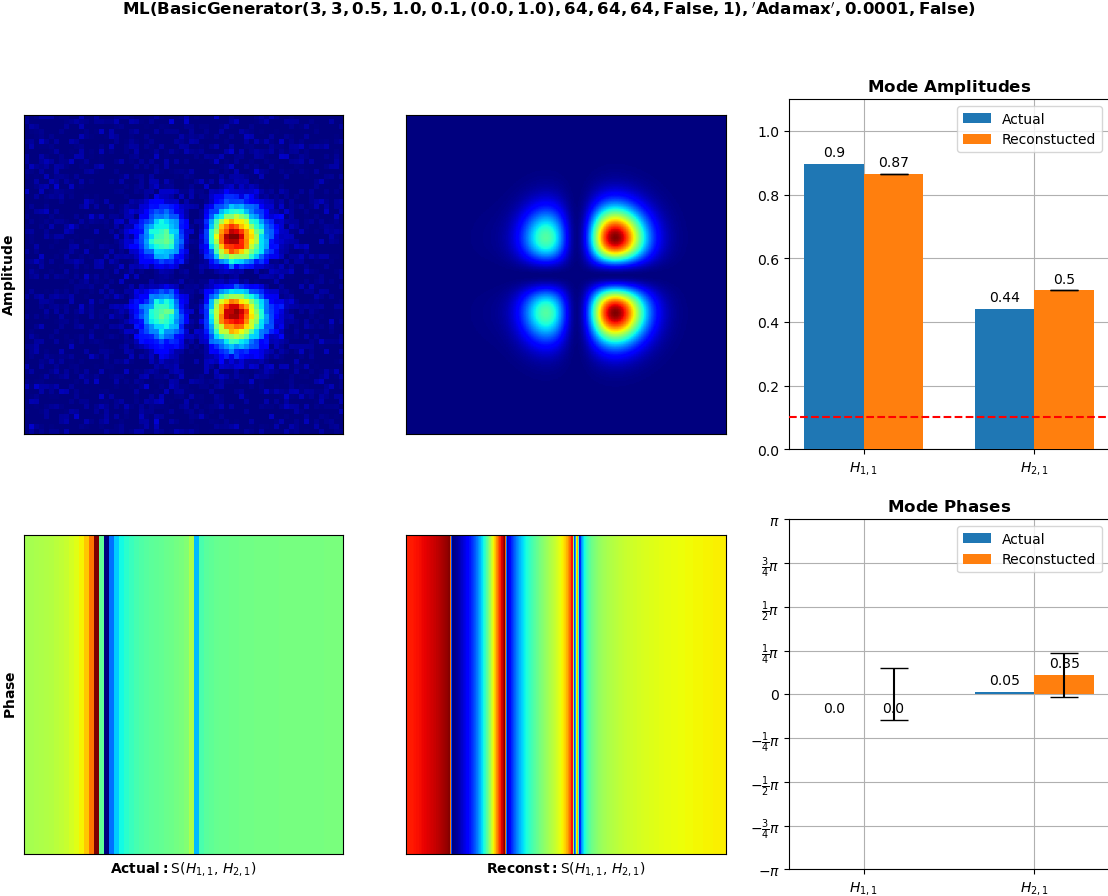 ML(BasicGenerator(3, 3, 0.5, 1.0, 0.1, (0.0, 1.0), 64, 64, 64, False, 1), ′Adamax′, 0.0001, False)
Mode Amplitudes
Actual
Reconstucted
1.0
0.8
0.6
0.4
0.2
0.0
0.9
0.87
0.44
0.5
H1, 1
H2, 1
Amplitude
Mode Phases
Actual
Reconstucted
π
3/4π
1/2π
1/4π
0
−1/4π
−1/2π
−3/4π
−π
0.0
0.0
0.05
0.35
H1, 1
H2, 1
Phase
Actual: S(H1, 1, H2, 1)
Reconst: S(H1, 1, H2, 1)